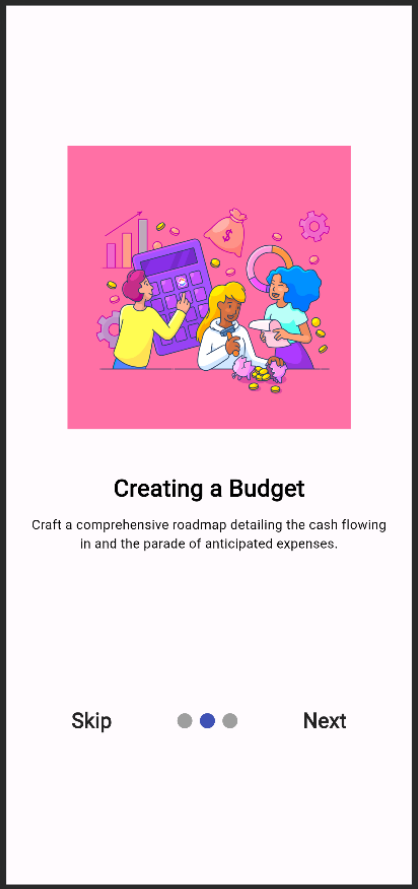 $
Creating a Budget
Craft a comprehensive roadmap detailing the cash flowing
in and the parade of anticipated expenses.
Skip
Next